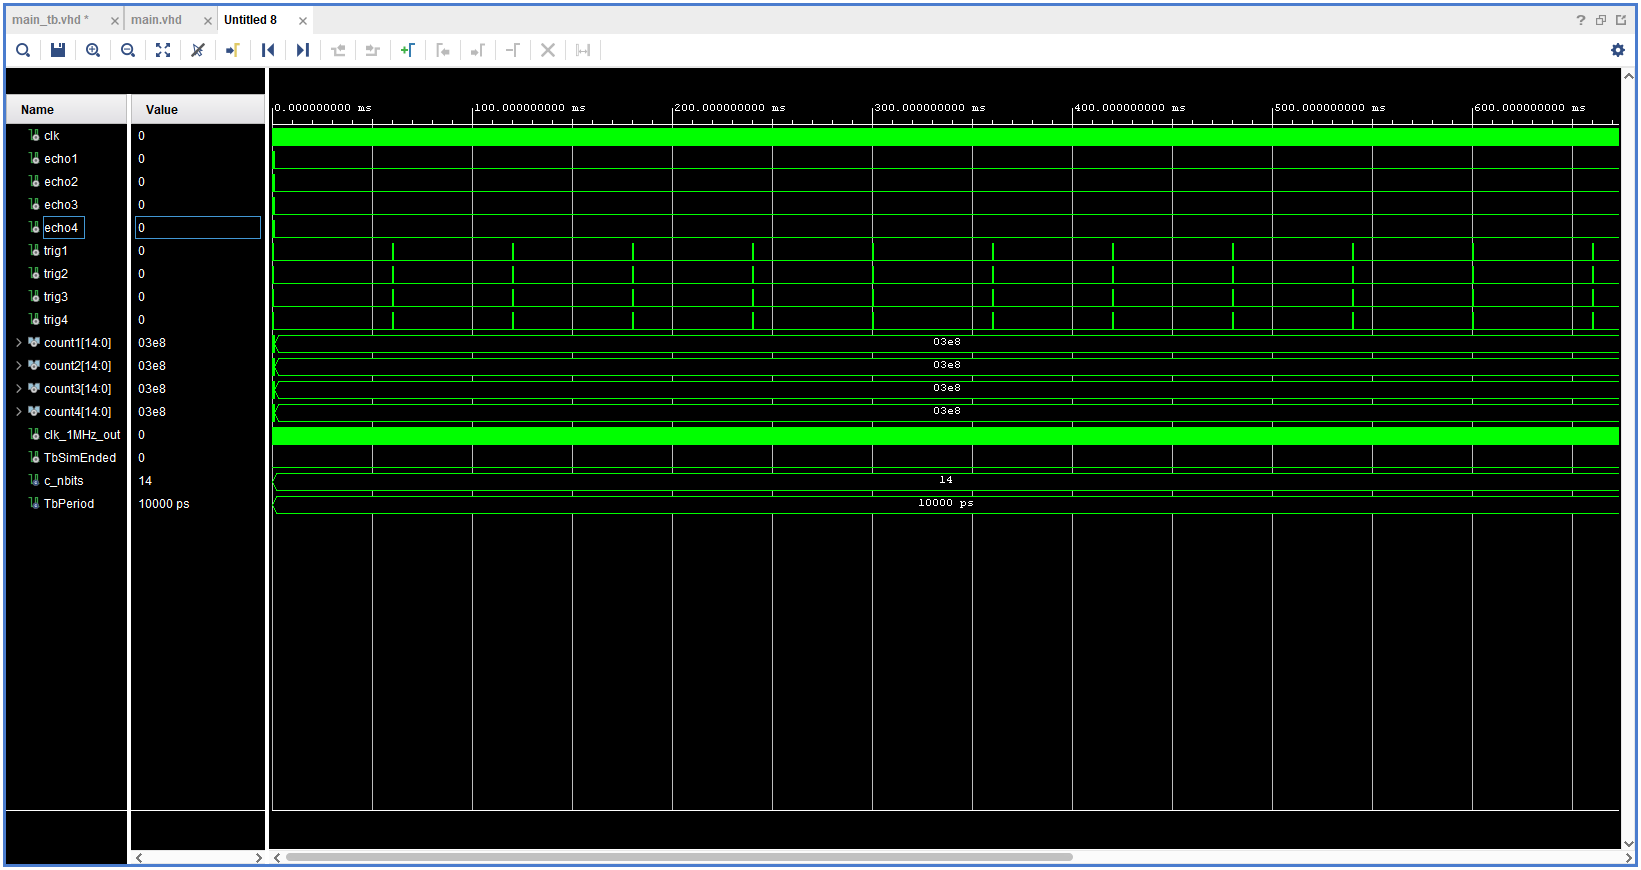 main_tb.vhd * main.vhd Untitled 8
Name Value
0.000000000 ms 100.000000000 ms 200.000000000 ms 300.000000000 ms 400.000000000 ms 500.000000000 ms 600.000000000 ms
clk 0
echo1 0
echo2 0
echo3 0
echo4 0
trig1 0
trig2 0
trig3 0
trig4 0
count1[14:0] 03e8 03e8
count2[14:0] 03e8 03e8
count3[14:0] 03e8 03e8
count4[14:0] 03e8 03e8
clk_1MHz_out 0
TbSimEnded 0
c_nbits 14 14
TbPeriod 10000 ps 10000 ps